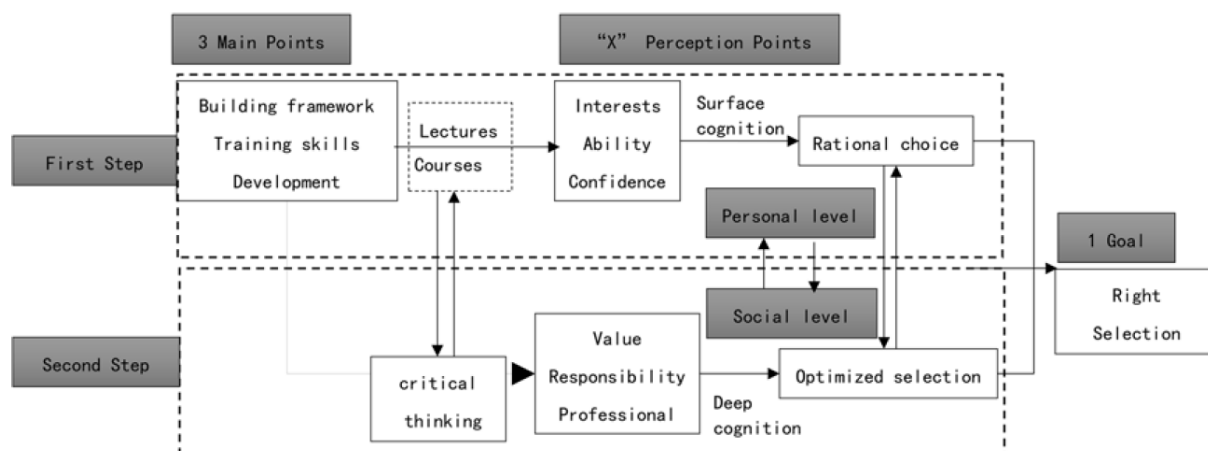 3 Main Points
“X” Perception Points
First Step
Building framework
Training skills
Development
Lectures
Courses
Interests
Ability
Confidence
Surface
cognition
Rational choice
Personal level
1 Goal
Right
Selection
Social level
Second Step
critical
thinking
Value
Responsibility
Professional
Deep
cognition
Optimized selection